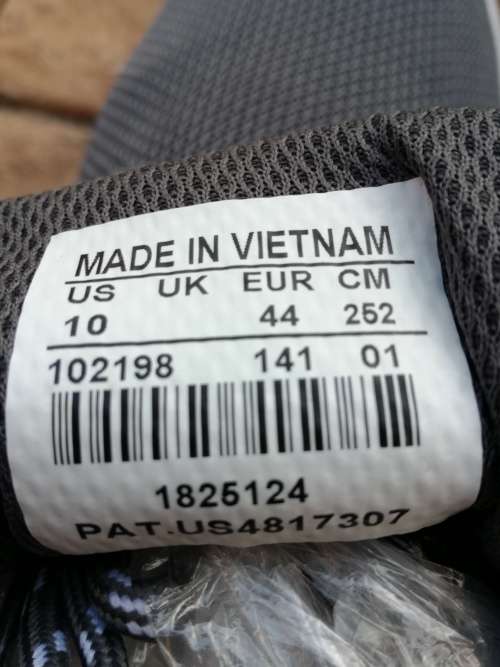 MADE IN VIETNAM
US UK EUR CM
10 44 252
102198 141 01
1825124
PAT.US4817307